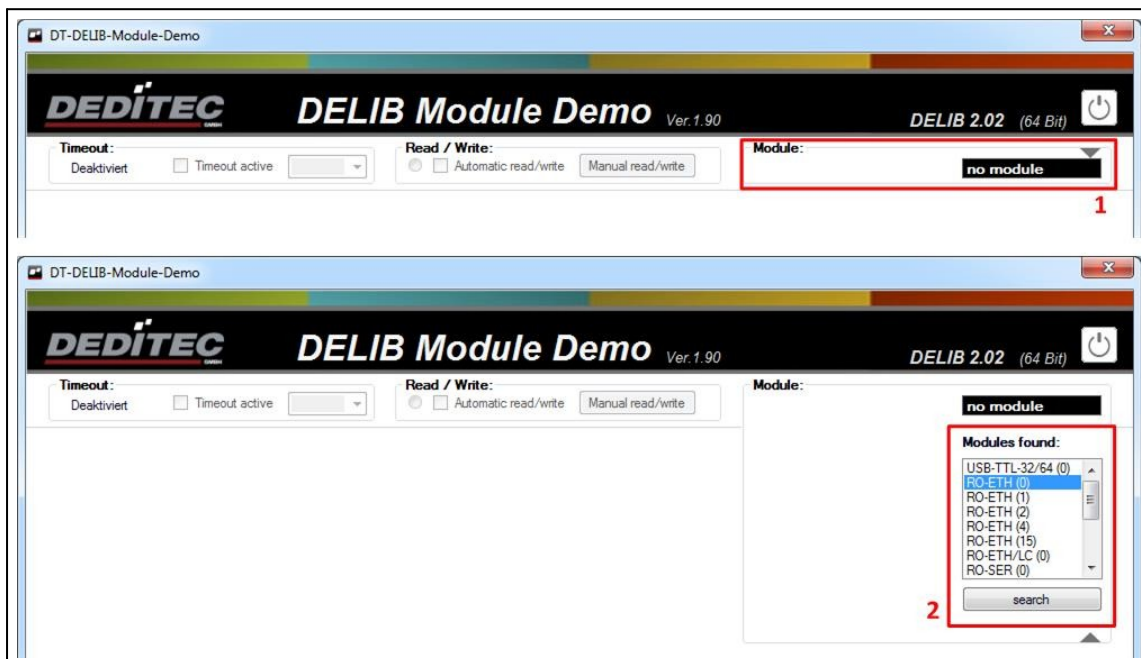 DT-DELIB-Module-Demo
DEDITEC
GMBH
DELIB Module Demo Ver.1.90
DELIB 2.02 (64 Bit)
Timeout:
Deaktiviert Timeout active
Read / Write:
Automatic read/write Manual read/write
Module:
no module
1
DT-DELIB-Module-Demo
DEDITEC
GMBH
DELIB Module Demo Ver.1.90
DELIB 2.02 (64 Bit)
Timeout:
Deaktiviert Timeout active
Read / Write:
Automatic read/write Manual read/write
Module:
no module
Modules found:
USB-TTL-32/64 (0)
RO-ETH (0)
RO-ETH (1)
RO-ETH (2)
RO-ETH (4)
RO-ETH (15)
RO-ETH/LC (0)
RO-SER (0)
search
2